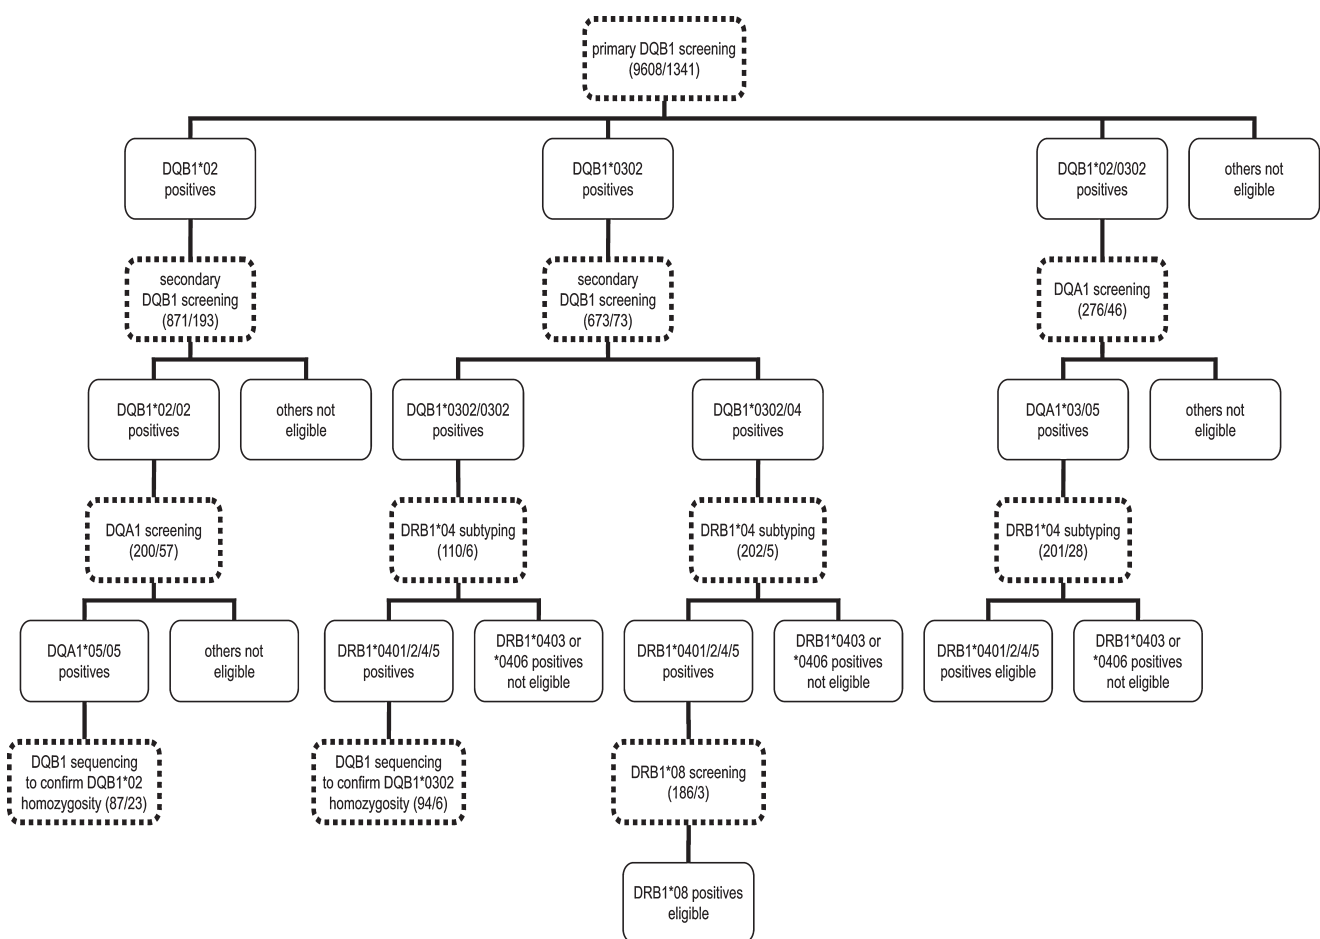 primary DQB1 screening
(9608/1341)
DQB1*02
positives
DQB1*0302
positives
DQB1*02/0302
positives
others not
eligible
secondary
DQB1 screening
(871/193)
secondary
DQB1 screening
(673/73)
DQA1 screening
(276/46)
DQB1*02/02
positives
others not
eligible
DQB1*0302/0302
positives
DQB1*0302/04
positives
DQA1*03/05
positives
others not
eligible
DQA1 screening
(200/57)
DRB1*04 subtyping
(110/6)
DRB1*04 subtyping
(202/5)
DRB1*04 subtyping
(201/28)
DQA1*05/05
positives
others not
eligible
DRB1*0401/2/4/5
positives
DRB1*0403 or
*0406 positives
not eligible
DRB1*0401/2/4/5
positives
DRB1*0403 or
*0406 positives
not eligible
DRB1*0401/2/4/5
positives eligible
DRB1*0403 or
*0406 positives
not eligible
DQB1 sequencing
to confirm DQB1*02
homozygosity (87/23)
DQB1 sequencing
to confirm DQB1*0302
homozygosity (94/6)
DRB1*08 screening
(186/3)
DRB1*08 positives
eligible